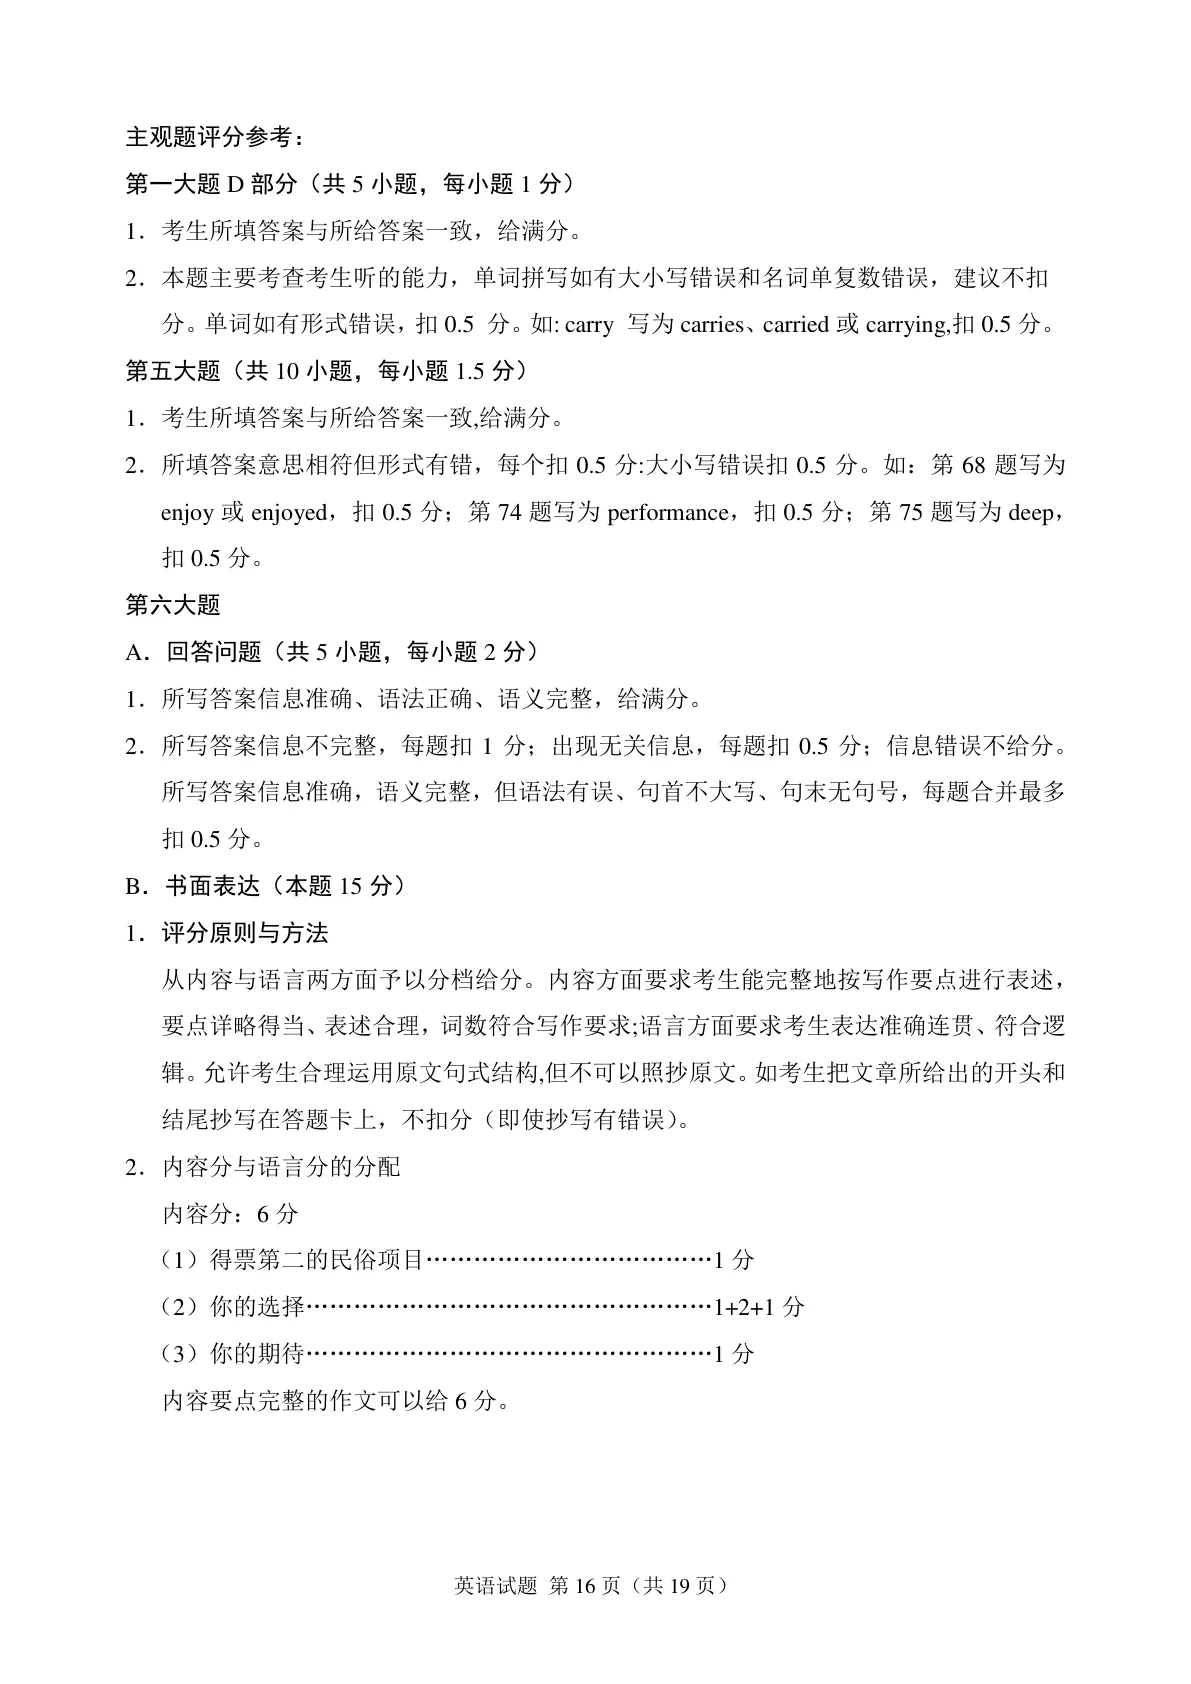 主观题评分参考：
第一大题 D 部分（共 5 小题，每小题 1 分）
1．考生所填答案与所给答案一致，给满分。
2．本题主要考查考生听的能力，单词拼写如有大小写错误和名词单复数错误，建议不扣
分。单词如有形式错误，扣 0.5 分。如: carry 写为 carries、carried 或 carrying,扣 0.5 分。
第五大题（共 10 小题，每小题 1.5 分）
1．考生所填答案与所给答案一致,给满分。
2．所填答案意思相符但形式有错，每个扣 0.5 分:大小写错误扣 0.5 分。如：第 68 题写为
enjoy 或 enjoyed，扣 0.5 分；第 74 题写为 performance，扣 0.5 分；第 75 题写为 deep，
扣 0.5 分。
第六大题
A．回答问题（共 5 小题，每小题 2 分）
1．所写答案信息准确、语法正确、语义完整，给满分。
2．所写答案信息不完整，每题扣 1 分；出现无关信息，每题扣 0.5 分；信息错误不给分。
所写答案信息准确，语义完整，但语法有误、句首不大写、句末无句号，每题合并最多
扣 0.5 分。
B．书面表达（本题 15 分）
1．评分原则与方法
从内容与语言两方面予以分档给分。内容方面要求考生能完整地按写作要点进行表述，
要点详略得当、表述合理，词数符合写作要求;语言方面要求考生表达准确连贯、符合逻
辑。允许考生合理运用原文句式结构,但不可以照抄原文。如考生把文章所给出的开头和
结尾抄写在答题卡上，不扣分（即使抄写有错误）。
2．内容分与语言分的分配
内容分：6 分
（1）得票第二的民俗项目………………………………1 分
（2）你的选择……………………………………………1+2+1 分
（3）你的期待……………………………………………1 分
内容要点完整的作文可以给 6 分。
英语试题 第 16 页（共 19 页）